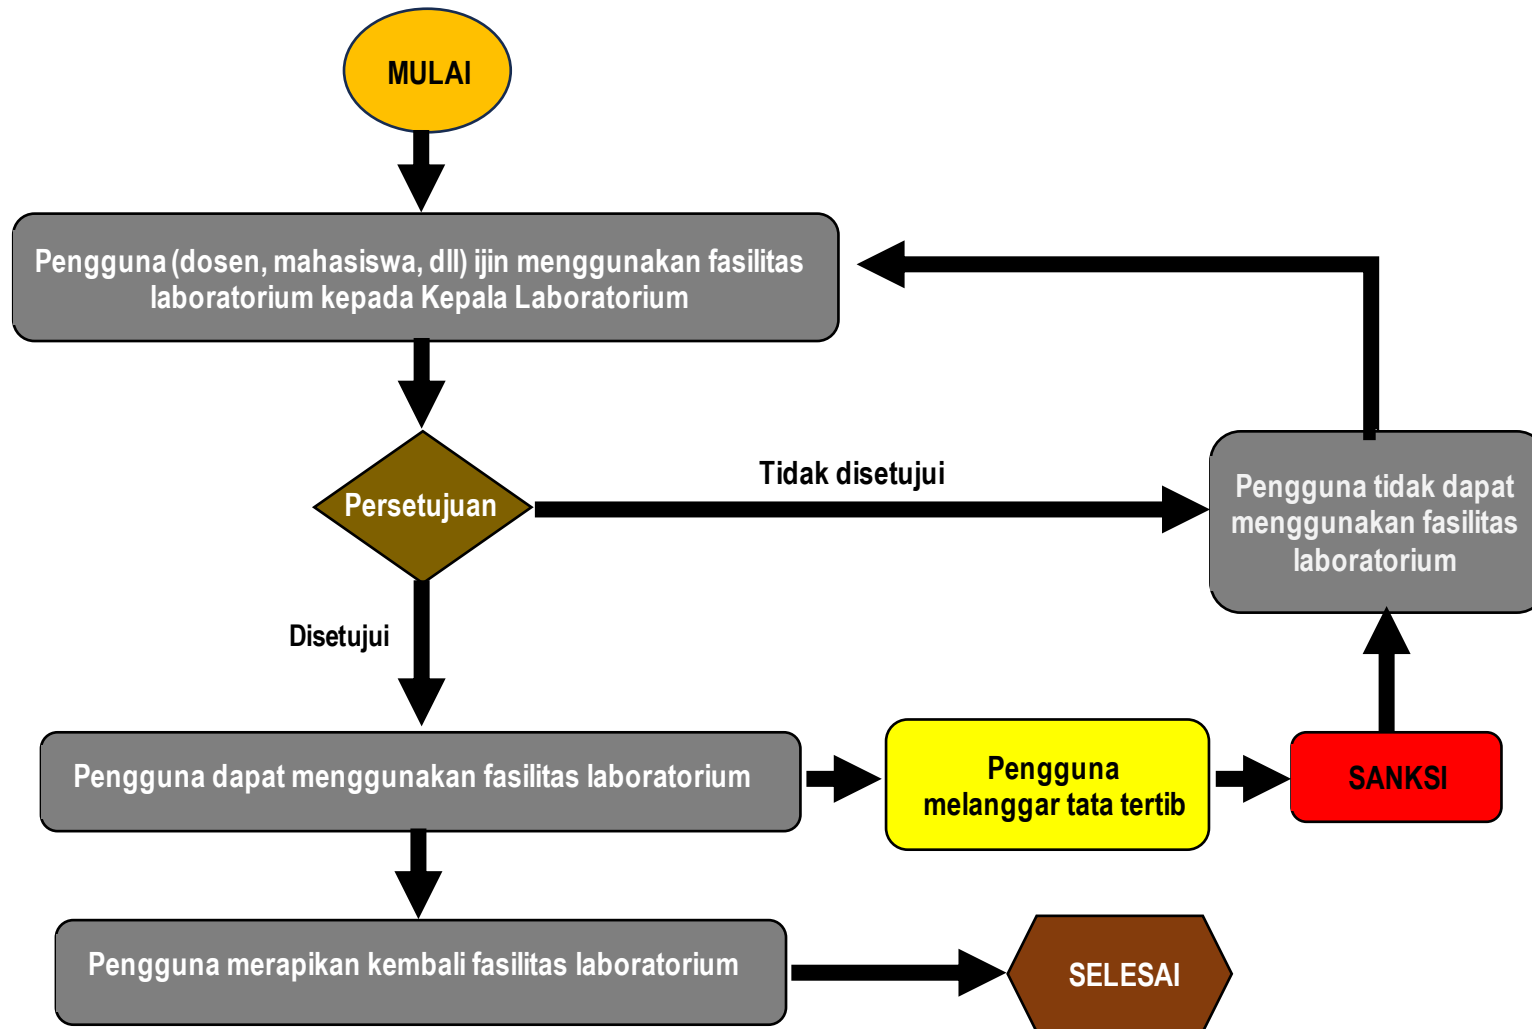 MULAI
Pengguna (dosen, mahasiswa, dll) ijin menggunakan fasilitas
laboratorium kepada Kepala Laboratorium
Persetujuan
Tidak disetujui
Pengguna tidak dapat
menggunakan fasilitas
laboratorium
Disetujui
Pengguna dapat menggunakan fasilitas laboratorium
Pengguna
melanggar tata tertib
SANKSI
Pengguna merapikan kembali fasilitas laboratorium
SELESAI